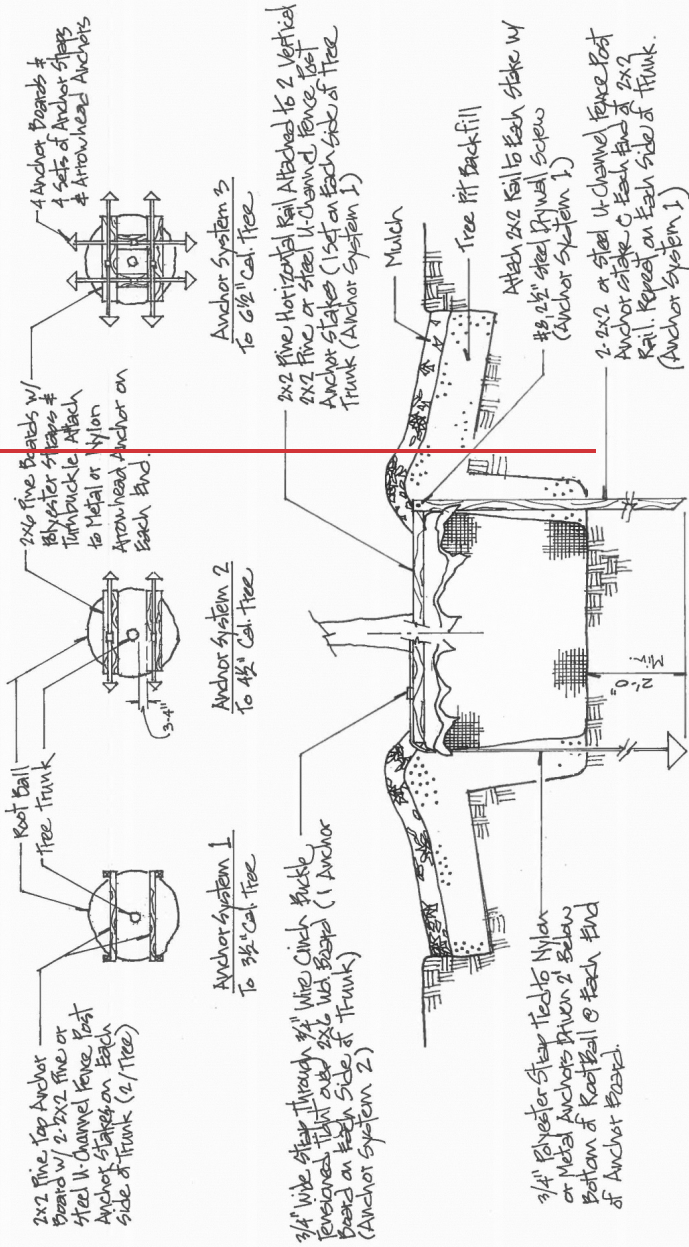 2x2 Pine Top Anchor
Board w/ 2-2x2 Pine or
Steel U-Channel Fence Post
Anchor Stakes on Each
Side of Trunk (2/Tree)
Root Ball
Tree Trunk
2x6 Pine Boards w/
Polyester Straps &
Turnbuckle. Attach
to Metal or Nylon
Arrowhead Anchor on
Each End.
4 Anchor Boards &
4 Sets of Anchor Straps
& Arrowhead Anchors
3-4"
Anchor System 1
To 3½" Cal. Tree
Anchor System 2
To 4½" Cal. Tree
Anchor System 3
To 6½" Cal. Tree
3/4" Wide Strap Through 3/4" Wire Cinch Buckle
Tensioned Tight over 2x6 Wd. Board (1 Anchor
Board on Each Side of Trunk)
(Anchor System 2)
2x2 Pine Horizontal Rail Attached to 2 Vertical
2x2 Pine or Steel U-Channel Fence Post
Anchor Stakes (1 Set on Each Side of Tree
Trunk (Anchor System 1)
Mulch
Tree Pit Backfill
Attach 2x2 Rail to Each Stake w/
#8, 2½" Steel Drywall Screw
(Anchor System 1)
2-2x2 or Steel U-Channel Fence Post
Anchor Stake @ Each End of 2x2
Rail. Repeat on Each Side of Trunk.
(Anchor System 1)
3/4" Polyester Strap Tied to Nylon
or Metal Anchors Driven 2' Below
Bottom of Root Ball @ Each End
of Anchor Board.
2'-0"
Min.